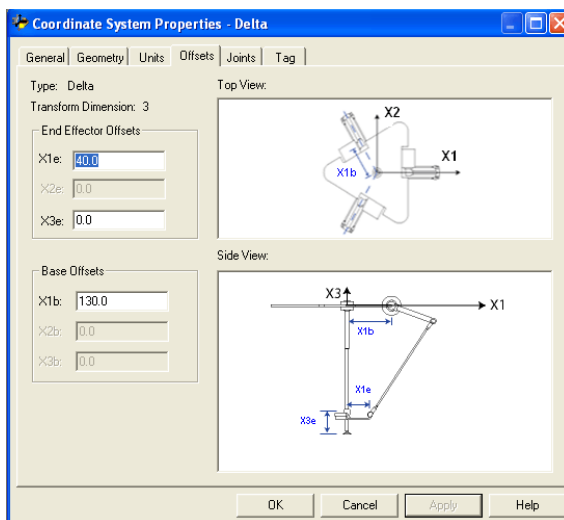 Coordinate System Properties - Delta
General Geometry Units Offsets Joints Tag
Type: Delta
Transform Dimension: 3
End Effector Offsets
X1e: 40.0
X2e: 0.0
X3e: 0.0
Base Offsets
X1b: 130.0
X2b: 0.0
X3b: 0.0
Top View:
X2
X1
X1b
Side View:
X3
X1
X1b
X1e
X3e
OK Cancel Apply Help